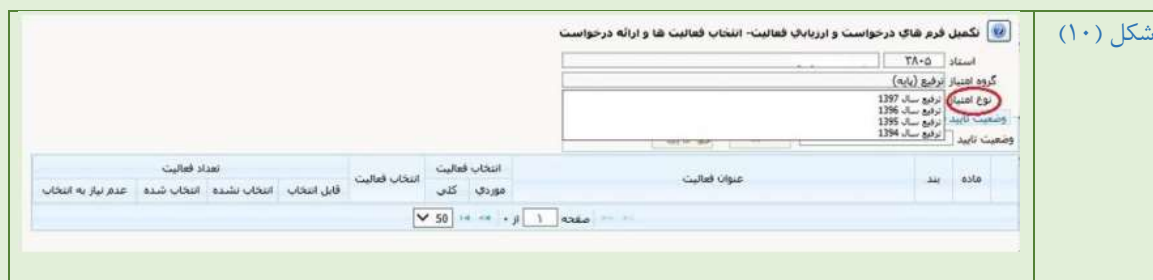 شکل (۱۰)
تکمیل فرم های درخواست و ارزیابی فعالیت- انتخاب فعالیت ها و ارائه درخواست
استاد ۳۸۰۵
گروه امتیاز ترفیع (پایه)
نوع امتیاز
ترفیع سال 1397
ترفیع سال 1396
ترفیع سال 1395
ترفیع سال 1394
وضعیت تایید
وضعیت تایید
ماده بند عنوان فعالیت انتخاب فعالیت انتخاب فعالیت تعداد فعالیت
موردی کلی قابل انتخاب انتخاب نشده انتخاب شده عدم نیاز به انتخاب
صفحه ۱ از ۰ 50